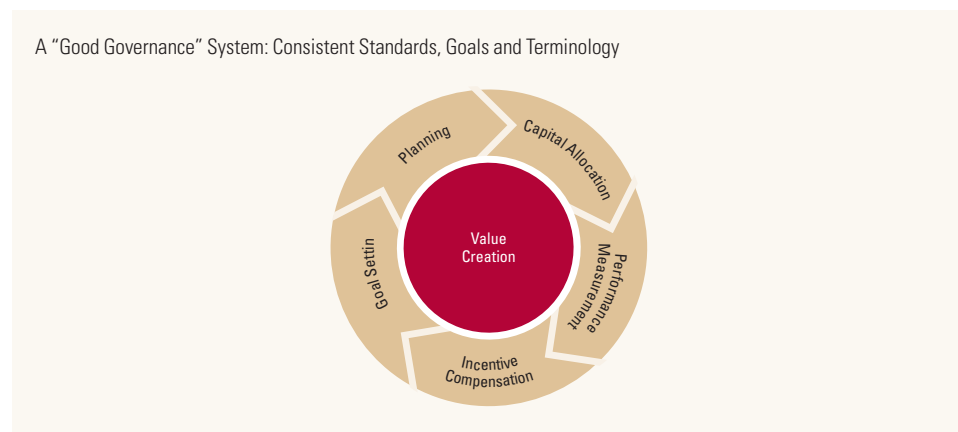 A “Good Governance” System: Consistent Standards, Goals and Terminology
Planning
Capital Allocation
Performance
Measurement
Incentive
Compensation
Goal Settin
Value
Creation